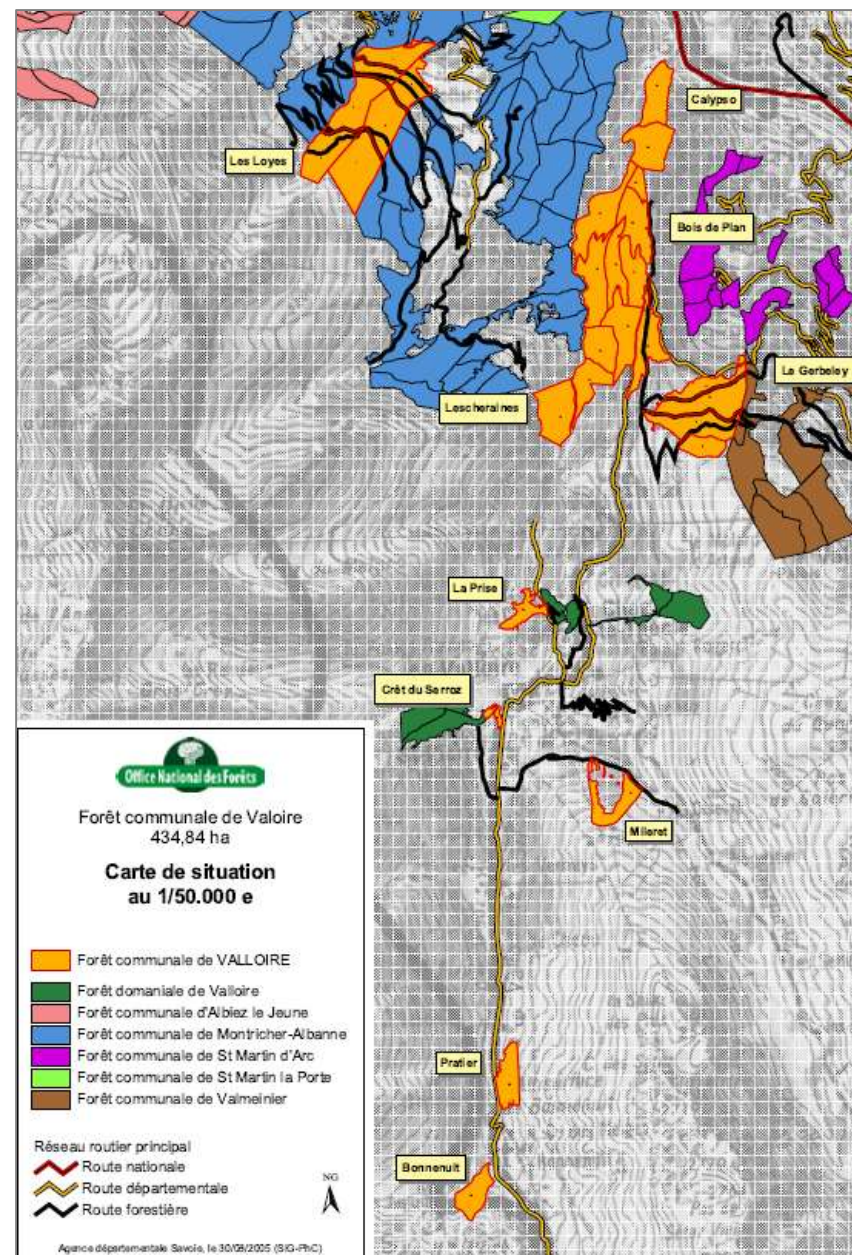 Calypso
Les Loyes
Bois de Plan
Le Gerbeley
Lescheraines
La Prise
Crêt du Serroz
Mileret
Pratier
Bonnenuit
Office National des Forêts
Forêt communale de Valoire
434,84 ha
Carte de situation
au 1/50.000 e
Forêt communale de VALLOIRE
Forêt domaniale de Valloire
Forêt communale d'Albiez le Jeune
Forêt communale de Montricher-Albanne
Forêt communale de St Martin d'Arc
Forêt communale de St Martin la Porte
Forêt communale de Valmeinier
Réseau routier principal
Route nationale
Route départementale
Route forestière
NG
Agence départementale Savoie, le 30/08/2005 (SIG-PhC)